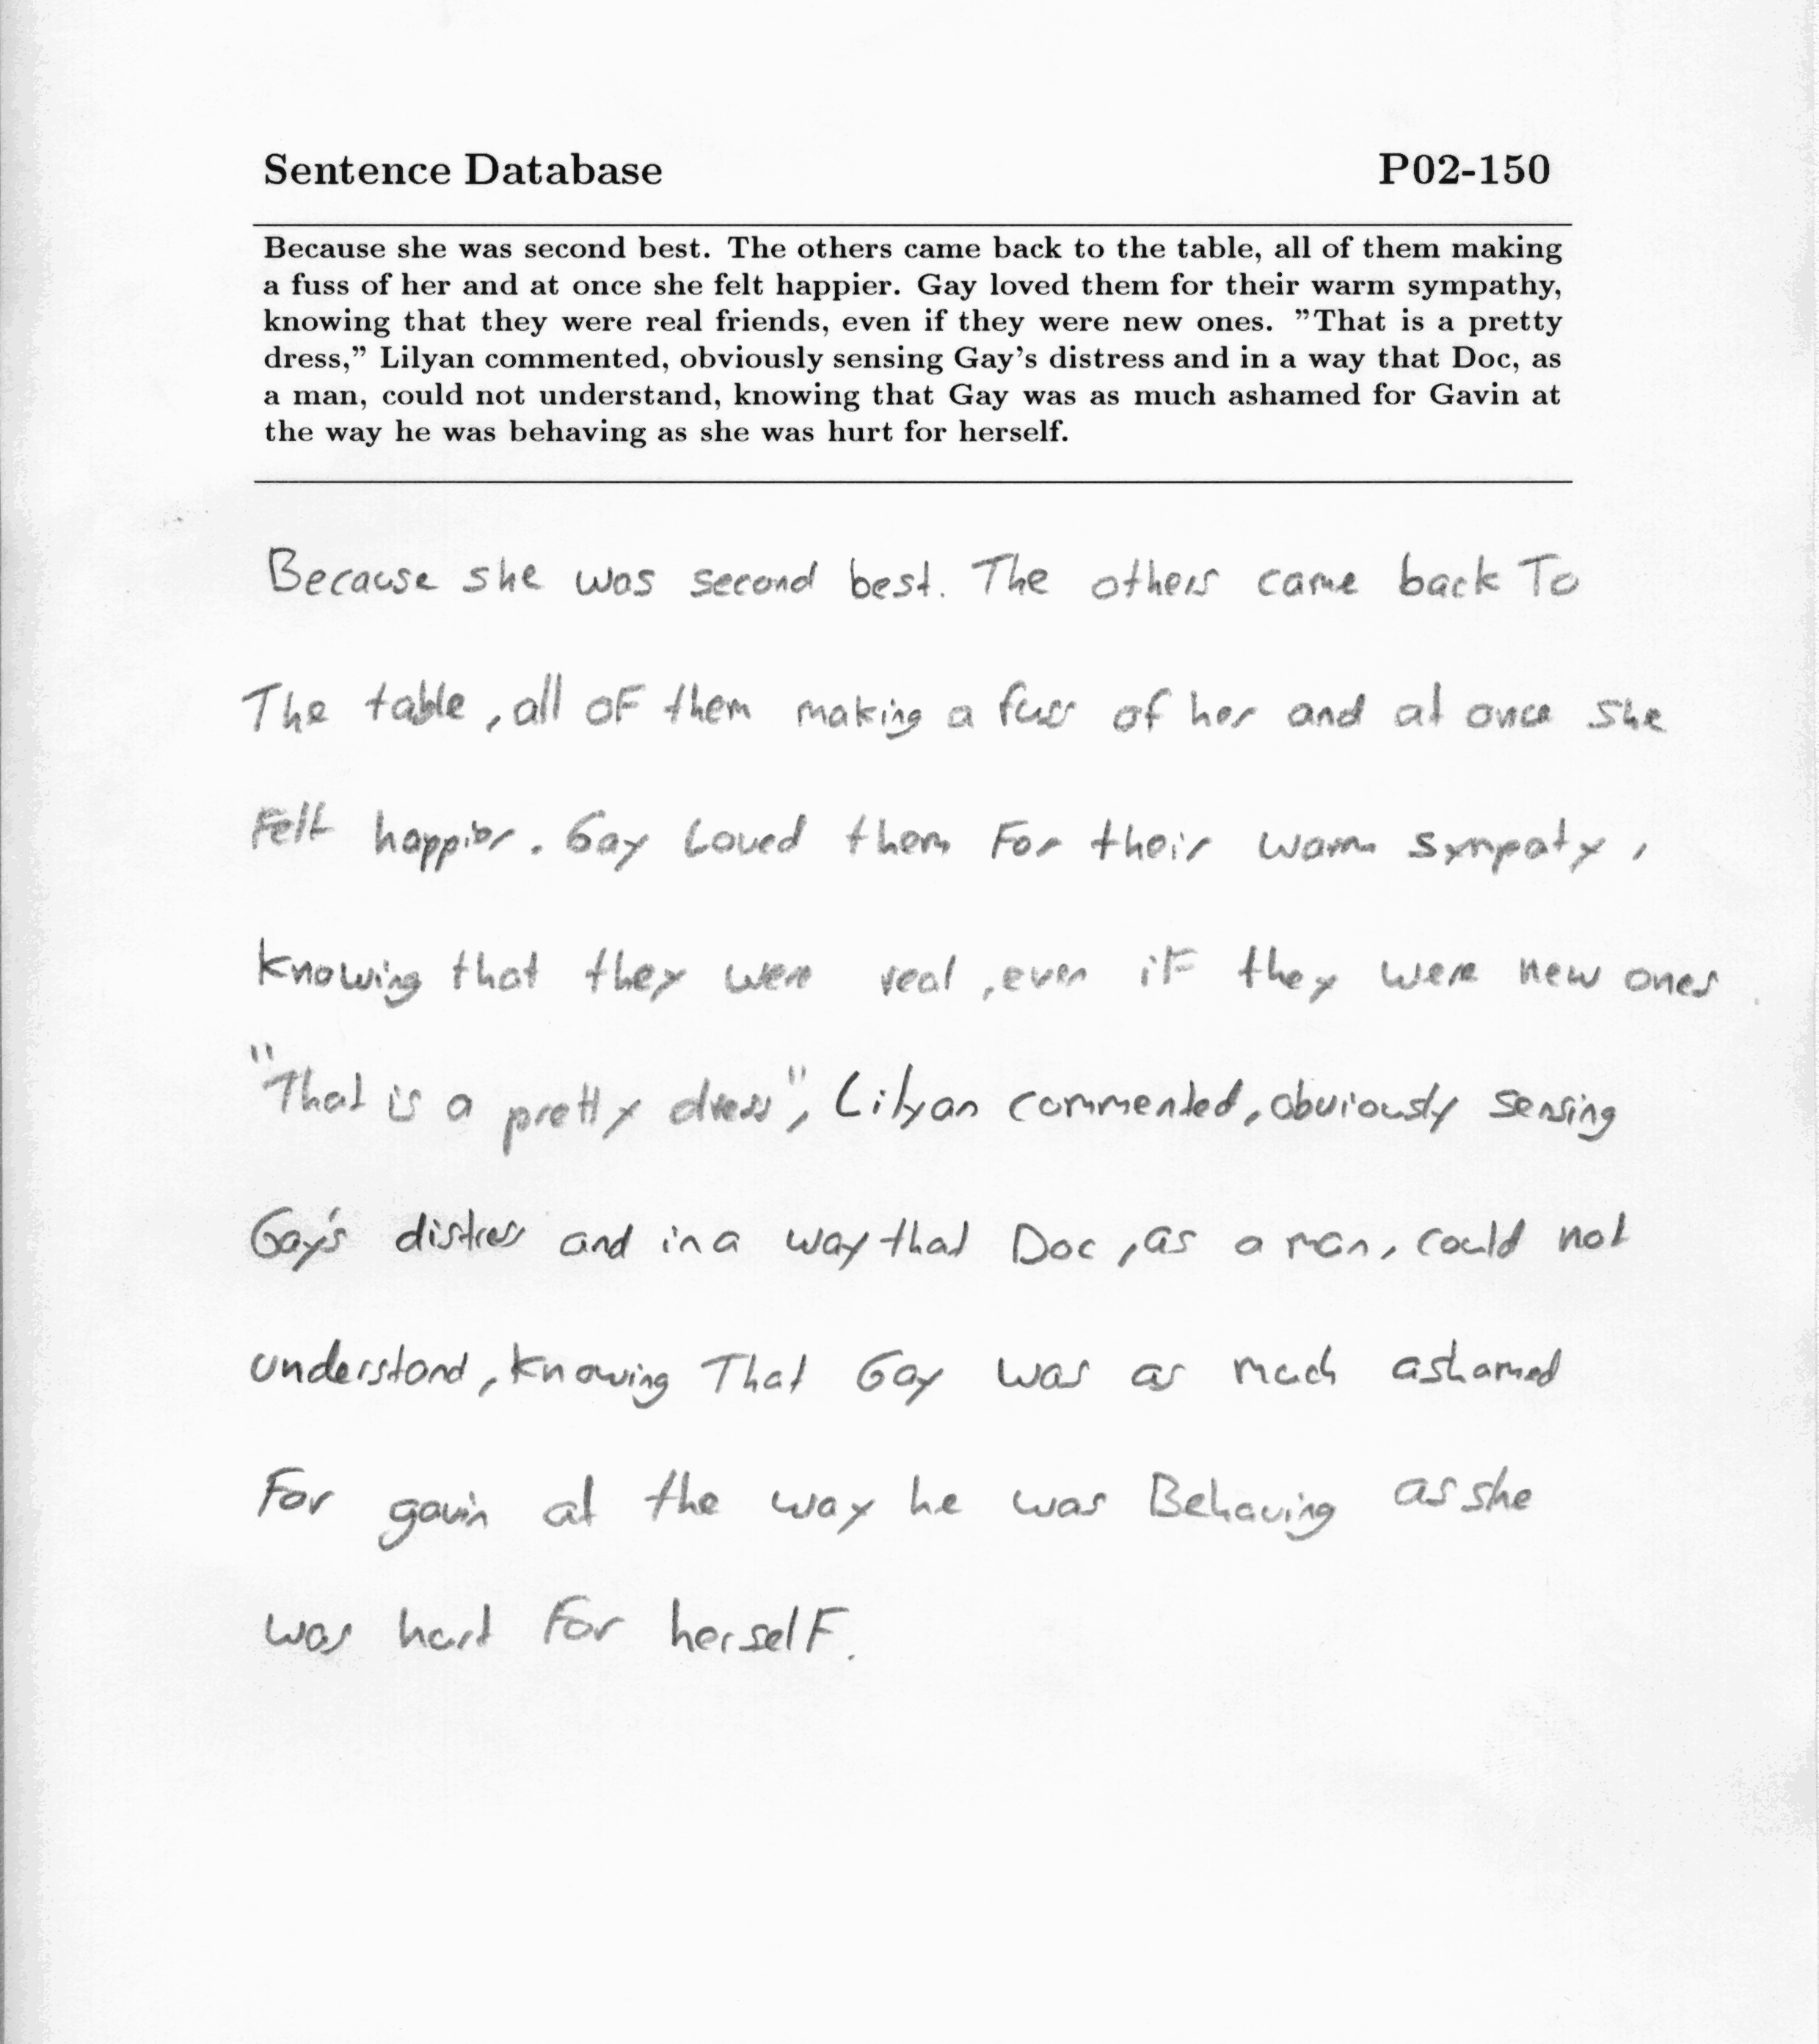 Sentence Database P02-150
Because she was second best. The others came back to the table, all of them making
a fuss of her and at once she felt happier. Gay loved them for their warm sympathy,
knowing that they were real friends, even if they were new ones. "That is a pretty
dress," Lilyan commented, obviously sensing Gay's distress and in a way that Doc, as
a man, could not understand, knowing that Gay was as much ashamed for Gavin at
the way he was behaving as she was hurt for herself.
Because she was second best. The others came back To
The table, all oF them making a fuss of her and at once she
Felt happier. Gay Loved them For their warm sympaty,
knowing that they were real, even iF they were new ones.
"That is a pretty dress", Lilyan commented, obviously sensing
Gay's distress and in a way that Doc, as a man, could not
understand, knowing That Gay was as much ashamed
For gavin at the way he was Behaving as she
was hurt For herselF.